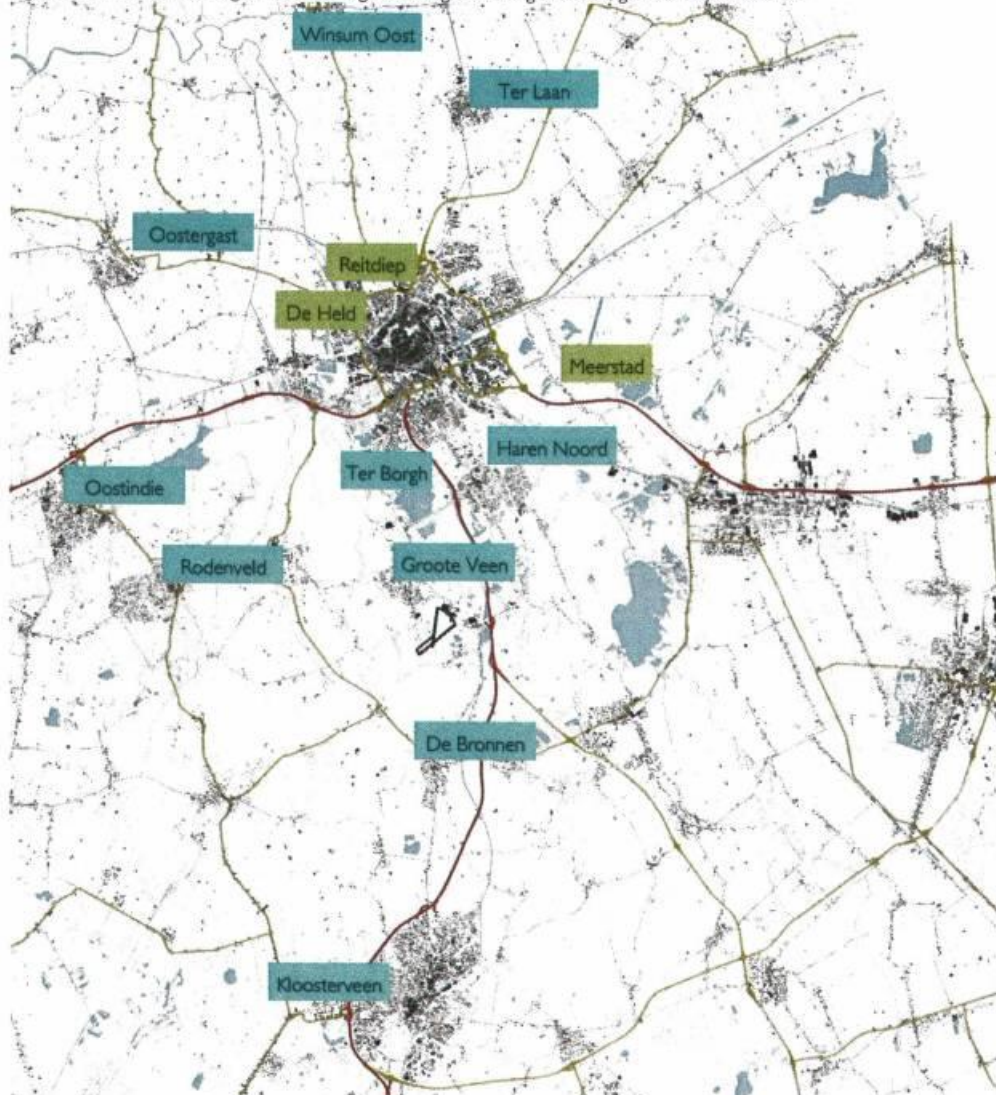 Winsum Oost
Ter Laan
Oostergast
Reitdiep
De Held
Meerstad
Haren Noord
Ter Borgh
Oostindie
Groote Veen
Rodenveld
De Bronnen
Kloosterveen